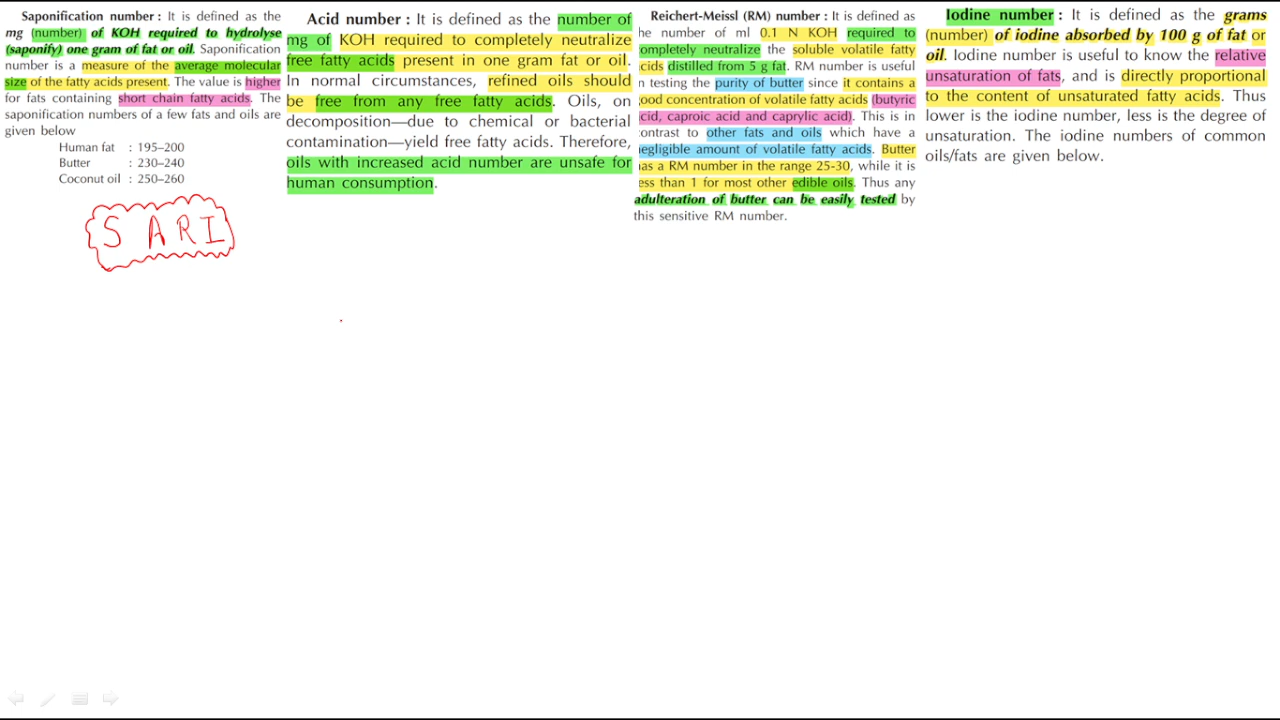 Saponification number : It is defined as the
mg (number) of KOH required to hydrolyse
(saponify) one gram of fat or oil. Saponification
number is a measure of the average molecular
size of the fatty acids present. The value is higher
for fats containing short chain fatty acids. The
saponification numbers of a few fats and oils are
given below
Human fat : 195–200
Butter : 230–240
Coconut oil : 250–260
S ARI
Acid number : It is defined as the number of
mg of KOH required to completely neutralize
free fatty acids present in one gram fat or oil.
In normal circumstances, refined oils should
be free from any free fatty acids. Oils, on
decomposition—due to chemical or bacterial
contamination—yield free fatty acids. Therefore,
oils with increased acid number are unsafe for
human consumption.
Reichert-Meissl (RM) number : It is defined as
he number of ml 0.1 N KOH required to
ompletely neutralize the soluble volatile fatty
cids distilled from 5 g fat. RM number is useful
n testing the purity of butter since it contains a
ood concentration of volatile fatty acids (butyric
cid, caproic acid and caprylic acid). This is in
ontrast to other fats and oils which have a
egligible amount of volatile fatty acids. Butter
as a RM number in the range 25-30, while it is
ess than 1 for most other edible oils. Thus any
adulteration of butter can be easily tested by
this sensitive RM number.
Iodine number : It is defined as the grams
(number) of iodine absorbed by 100 g of fat or
oil. Iodine number is useful to know the relative
unsaturation of fats, and is directly proportional
to the content of unsaturated fatty acids. Thus
lower is the iodine number, less is the degree of
unsaturation. The iodine numbers of common
oils/fats are given below.